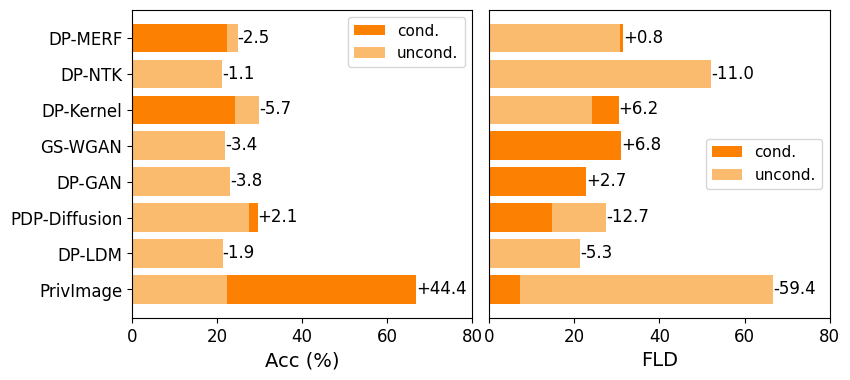 DP-MERF
DP-NTK
DP-Kernel
GS-WGAN
DP-GAN
PDP-Diffusion
DP-LDM
PrivImage
-2.5
-1.1
-5.7
-3.4
-3.8
+2.1
-1.9
+44.4
cond.
uncond.
0 20 40 60 80
Acc (%)
+0.8
-11.0
+6.2
+6.8
+2.7
-12.7
-5.3
-59.4
cond.
uncond.
0 20 40 60 80
FLD